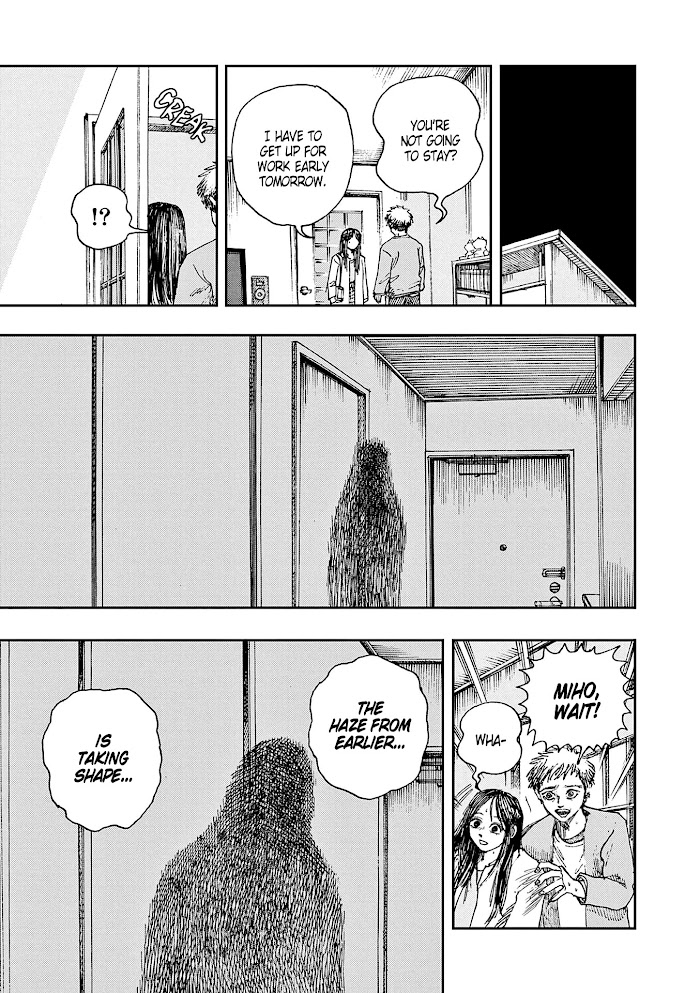 YOU'RE
NOT GOING
TO STAY?
I HAVE TO
GET UP FOR
WORK EARLY
TOMORROW.
CREAK
!?
MIHO,
WAIT!
WHA-
THE
HAZE FROM
EARLIER...
IS
TAKING
SHAPE...